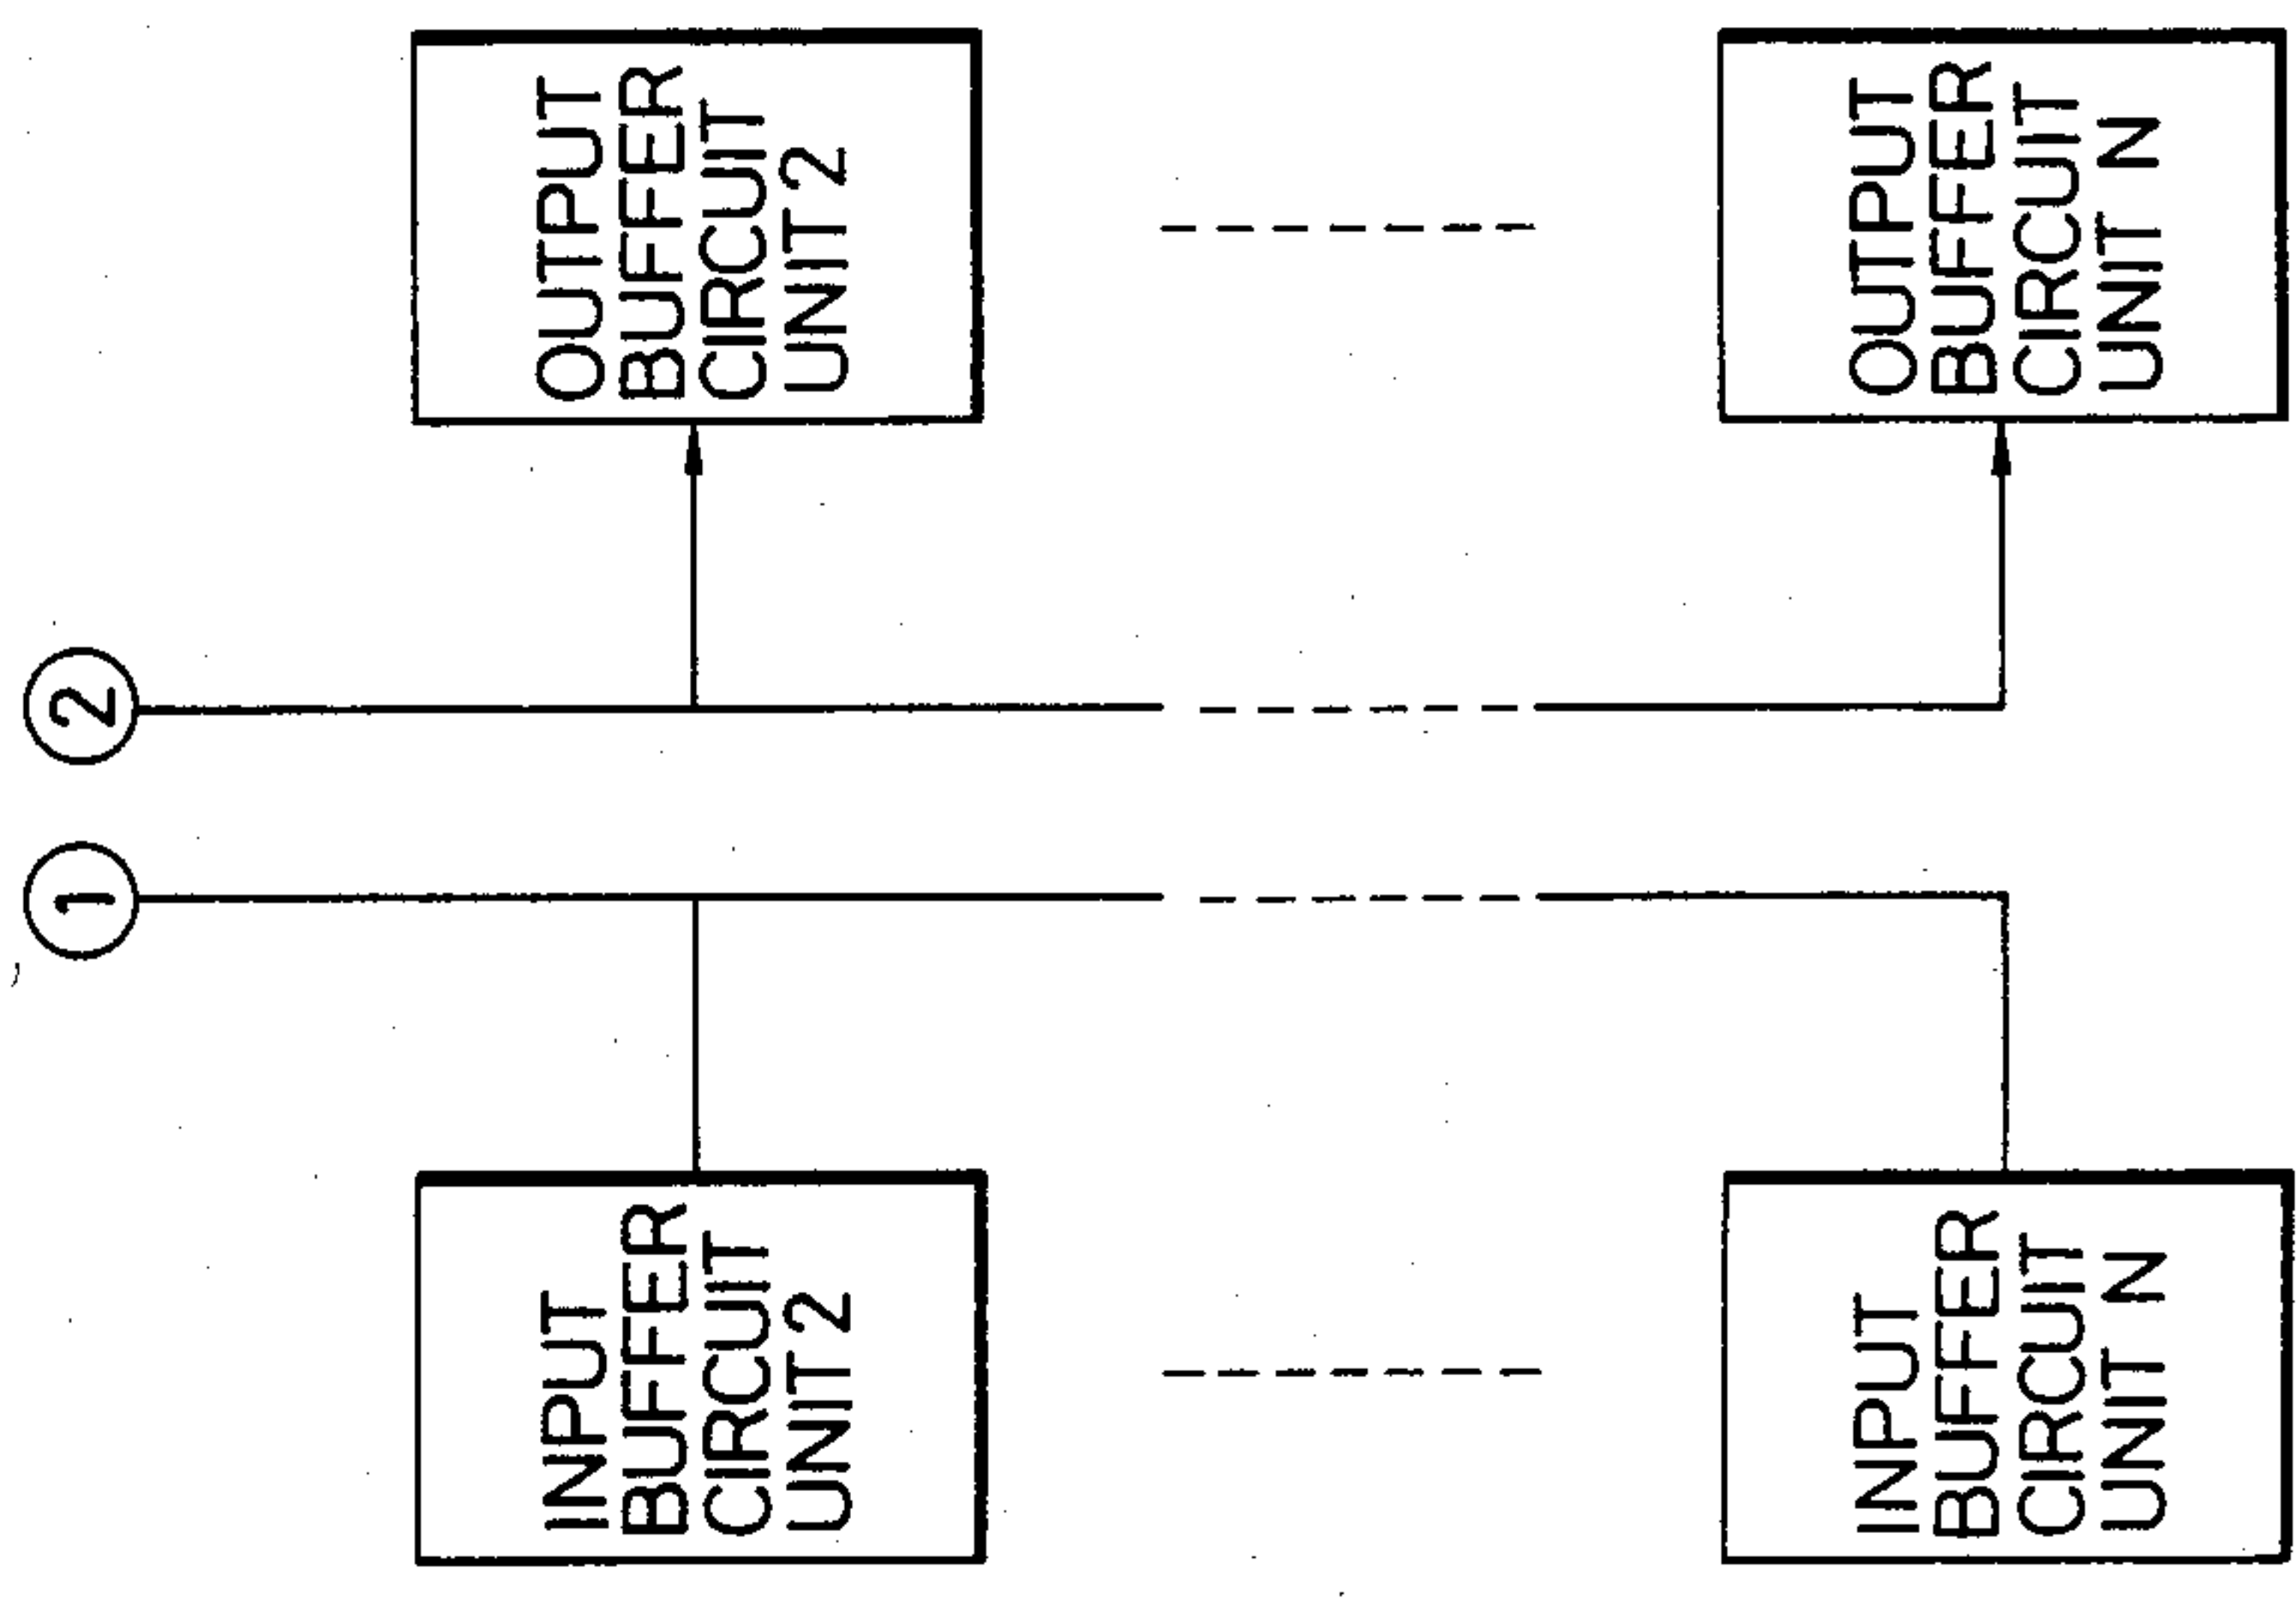 1
2
INPUT
BUFFER
CIRCUIT
UNIT 2
OUTPUT
BUFFER
CIRCUIT
UNIT 2
INPUT
BUFFER
CIRCUIT
UNIT N
OUTPUT
BUFFER
CIRCUIT
UNIT N